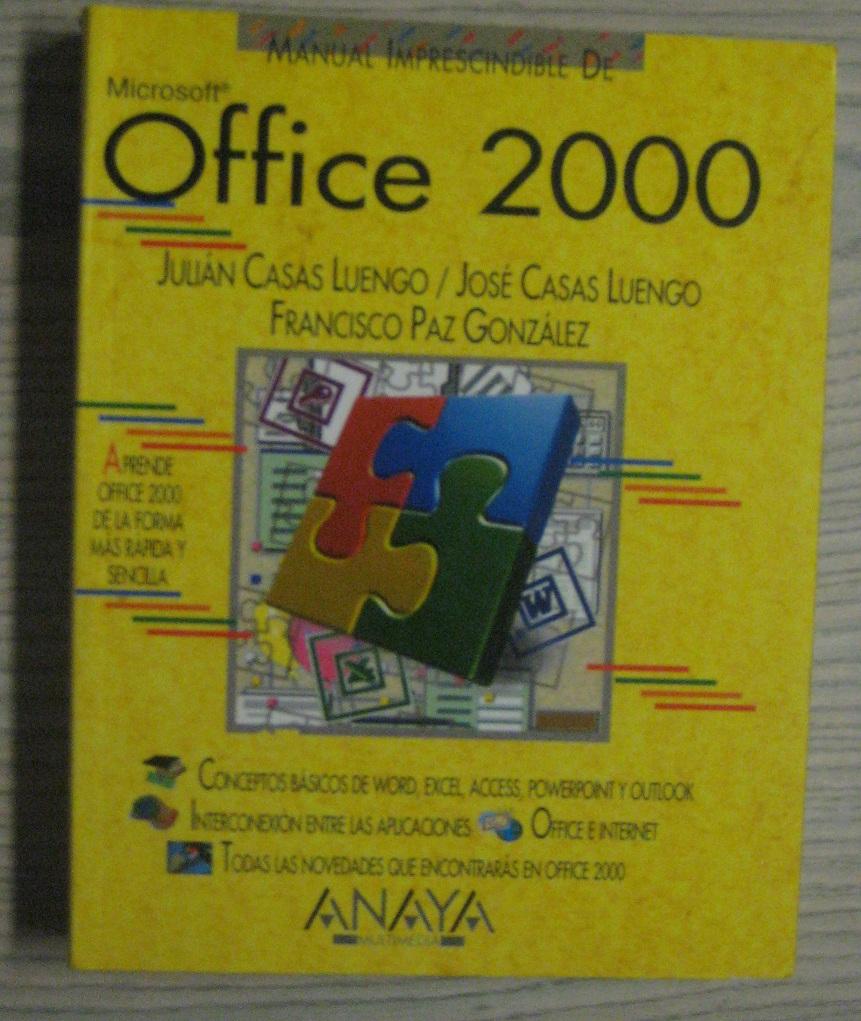 MANUAL IMPRESCINDIBLE DE
Microsoft®
Office 2000
JULIÁN CASAS LUENGO / JOSÉ CASAS LUENGO
FRANCISCO PAZ GONZÁLEZ
APRENDE
OFFICE 2000
DE LA FORMA
MÁS RÁPIDA Y
SENCILLA
W
X
CONCEPTOS BÁSICOS DE WORD, EXCEL, ACCESS, POWERPOINT Y OUTLOOK
INTERCONEXIÓN ENTRE LAS APLICACIONES OFFICE E INTERNET
TODAS LAS NOVEDADES QUE ENCONTRARÁS EN OFFICE 2000
ANAYA
MULTIMEDIA